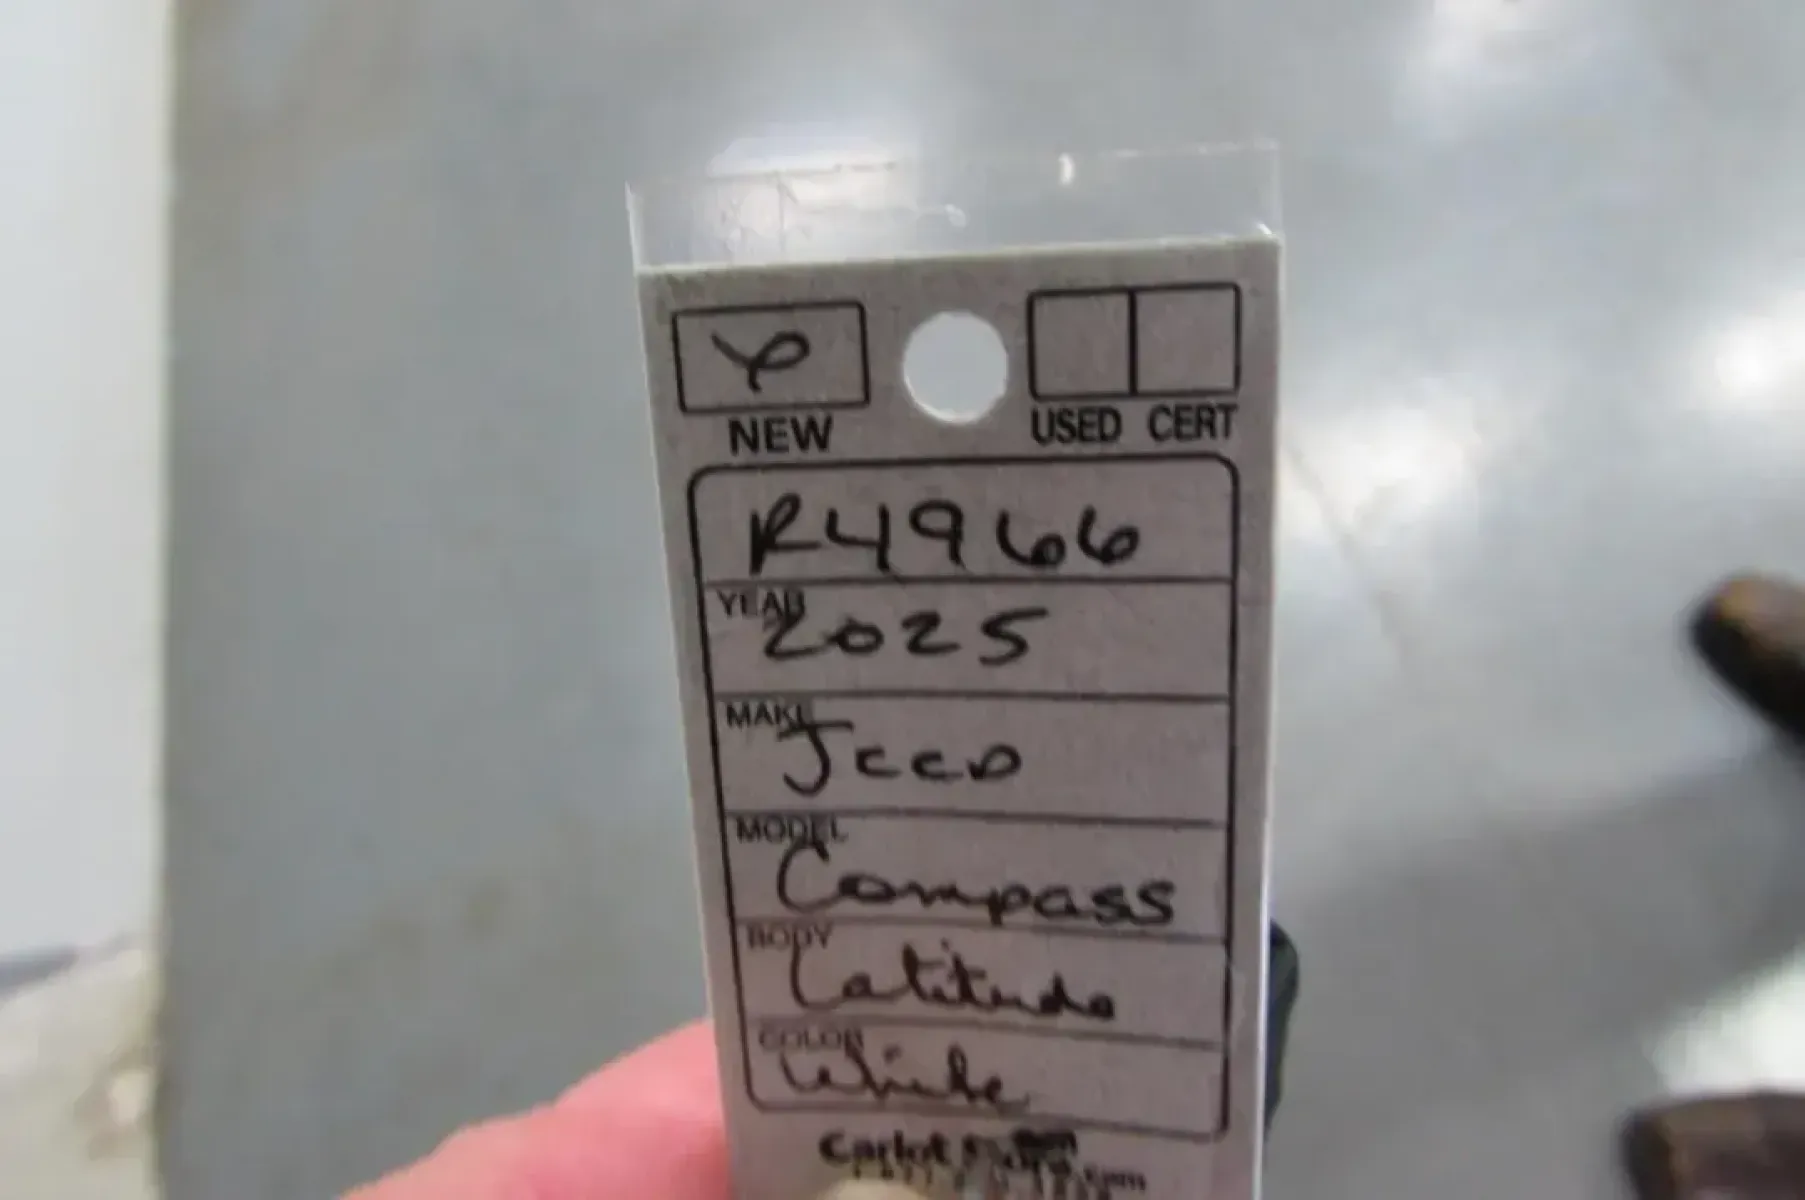 NEW
USED CERT
R4966
YEAR 2025
MAKE Jeep
MODEL Compass
BODY Latitude
COLOR White